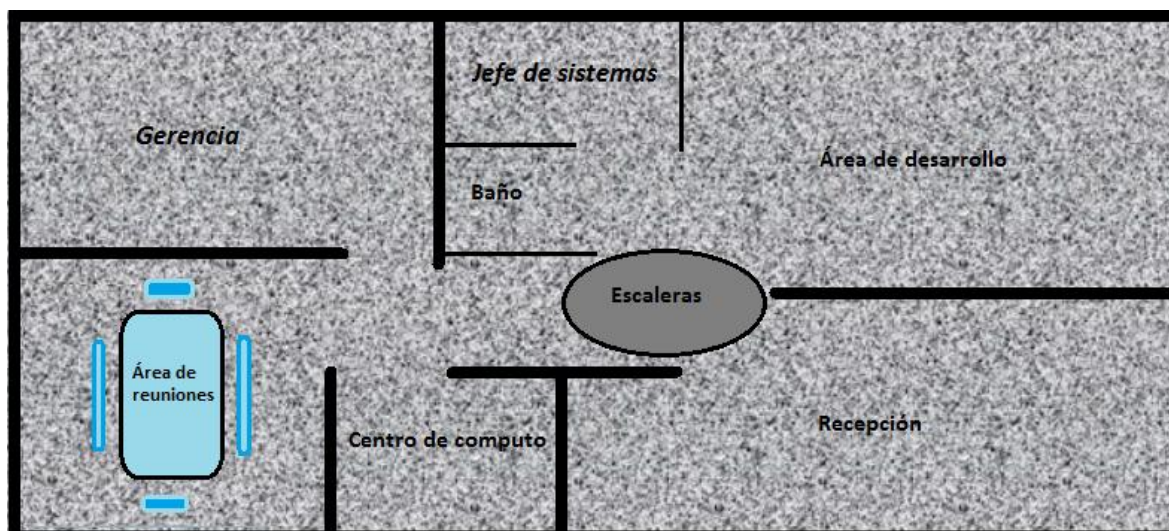 Jefe de sistemas
Gerencia
Área de desarrollo
Baño
Escaleras
Área de
reuniones
Centro de computo
Recepción